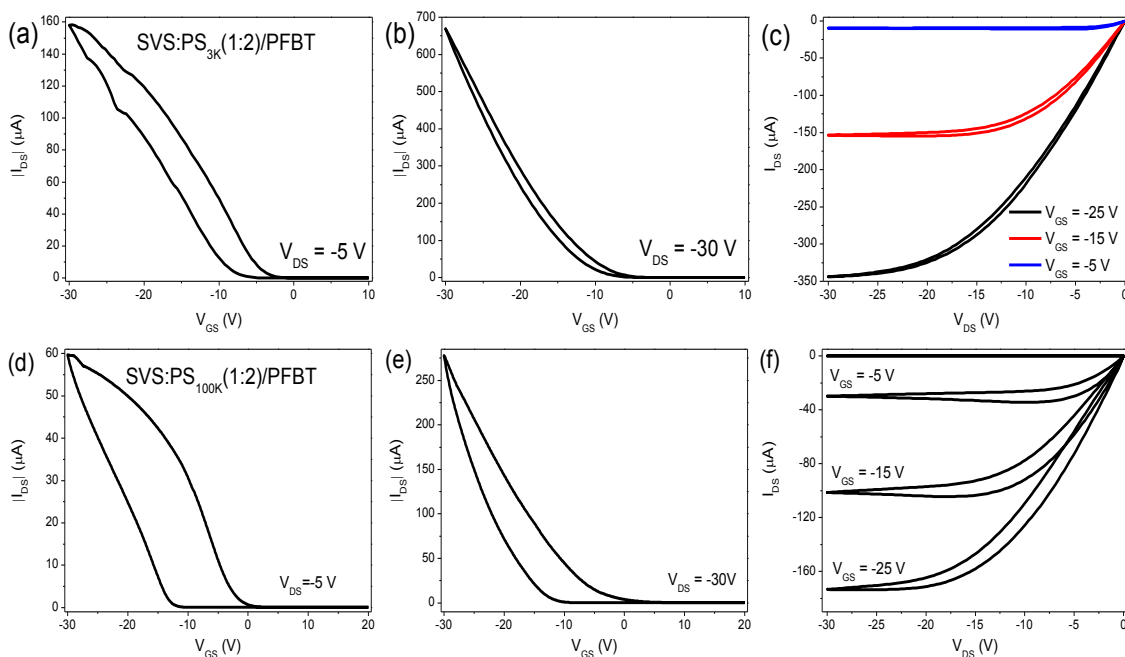 (a)
SVS:PS3K(1:2)/PFBT
160
140
120
100
80
60
40
20
0
|IDS| (μA)
VDS = -5 V
-30 -20 -10 0 10
VGS (V)
(b)
700
600
500
400
300
200
100
0
|IDS| (μA)
VDS = -30 V
-30 -20 -10 0 10
VGS (V)
(c)
0
-50
-100
-150
-200
-250
-300
-350
IDS (μA)
VGS = -25 V
VGS = -15 V
VGS = -5 V
-30 -25 -20 -15 -10 -5 0
VDS (V)
(d)
SVS:PS100K(1:2)/PFBT
60
50
40
30
20
10
0
|IDS| (μA)
VDS=-5 V
-30 -20 -10 0 10 20
VGS (V)
(e)
250
200
150
100
50
0
|IDS| (μA)
VDS = -30V
-30 -20 -10 0 10 20
VGS (V)
(f)
0
-40
-80
-120
-160
IDS (μA)
VGS = -5 V
VGS = -15 V
VGS = -25 V
-30 -25 -20 -15 -10 -5 0
VDS (V)